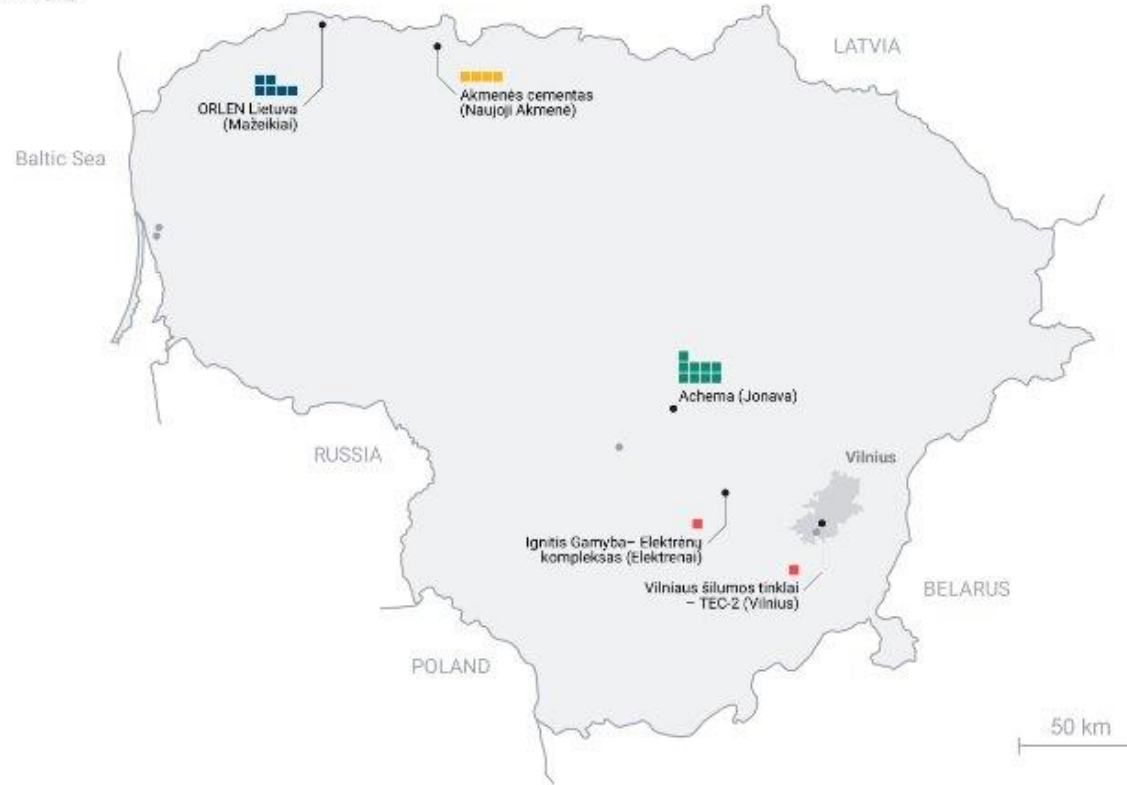 LATVIA
ORLEN Lietuva
(Mažeikiai)
Akmenės cementas
(Naujoji Akmenė)
Baltic Sea
Achema (Jonava)
RUSSIA
Vilnius
Ignitis Gamyba– Elektrėnų
kompleksas (Elektrenai)
Vilniaus šilumos tinklai
– TEC-2 (Vilnius)
BELARUS
POLAND
50 km